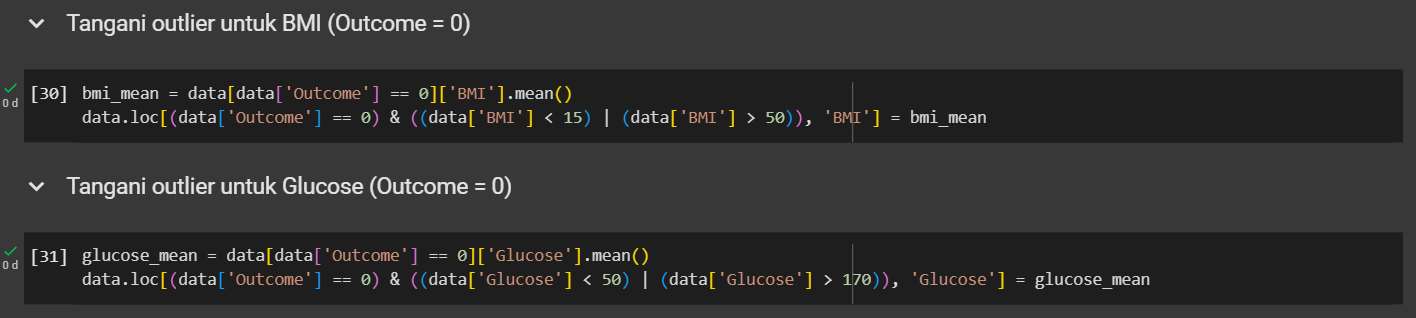 Tangani outlier untuk BMI (Outcome = 0)
[30] bmi_mean = data[data['Outcome'] == 0]['BMI'].mean()
0 d
data.loc[(data['Outcome'] == 0) & ((data['BMI'] < 15) | (data['BMI'] > 50)), 'BMI'] = bmi_mean
Tangani outlier untuk Glucose (Outcome = 0)
[31] glucose_mean = data[data['Outcome'] == 0]['Glucose'].mean()
0 d
data.loc[(data['Outcome'] == 0) & ((data['Glucose'] < 50) | (data['Glucose'] > 170)), 'Glucose'] = glucose_mean